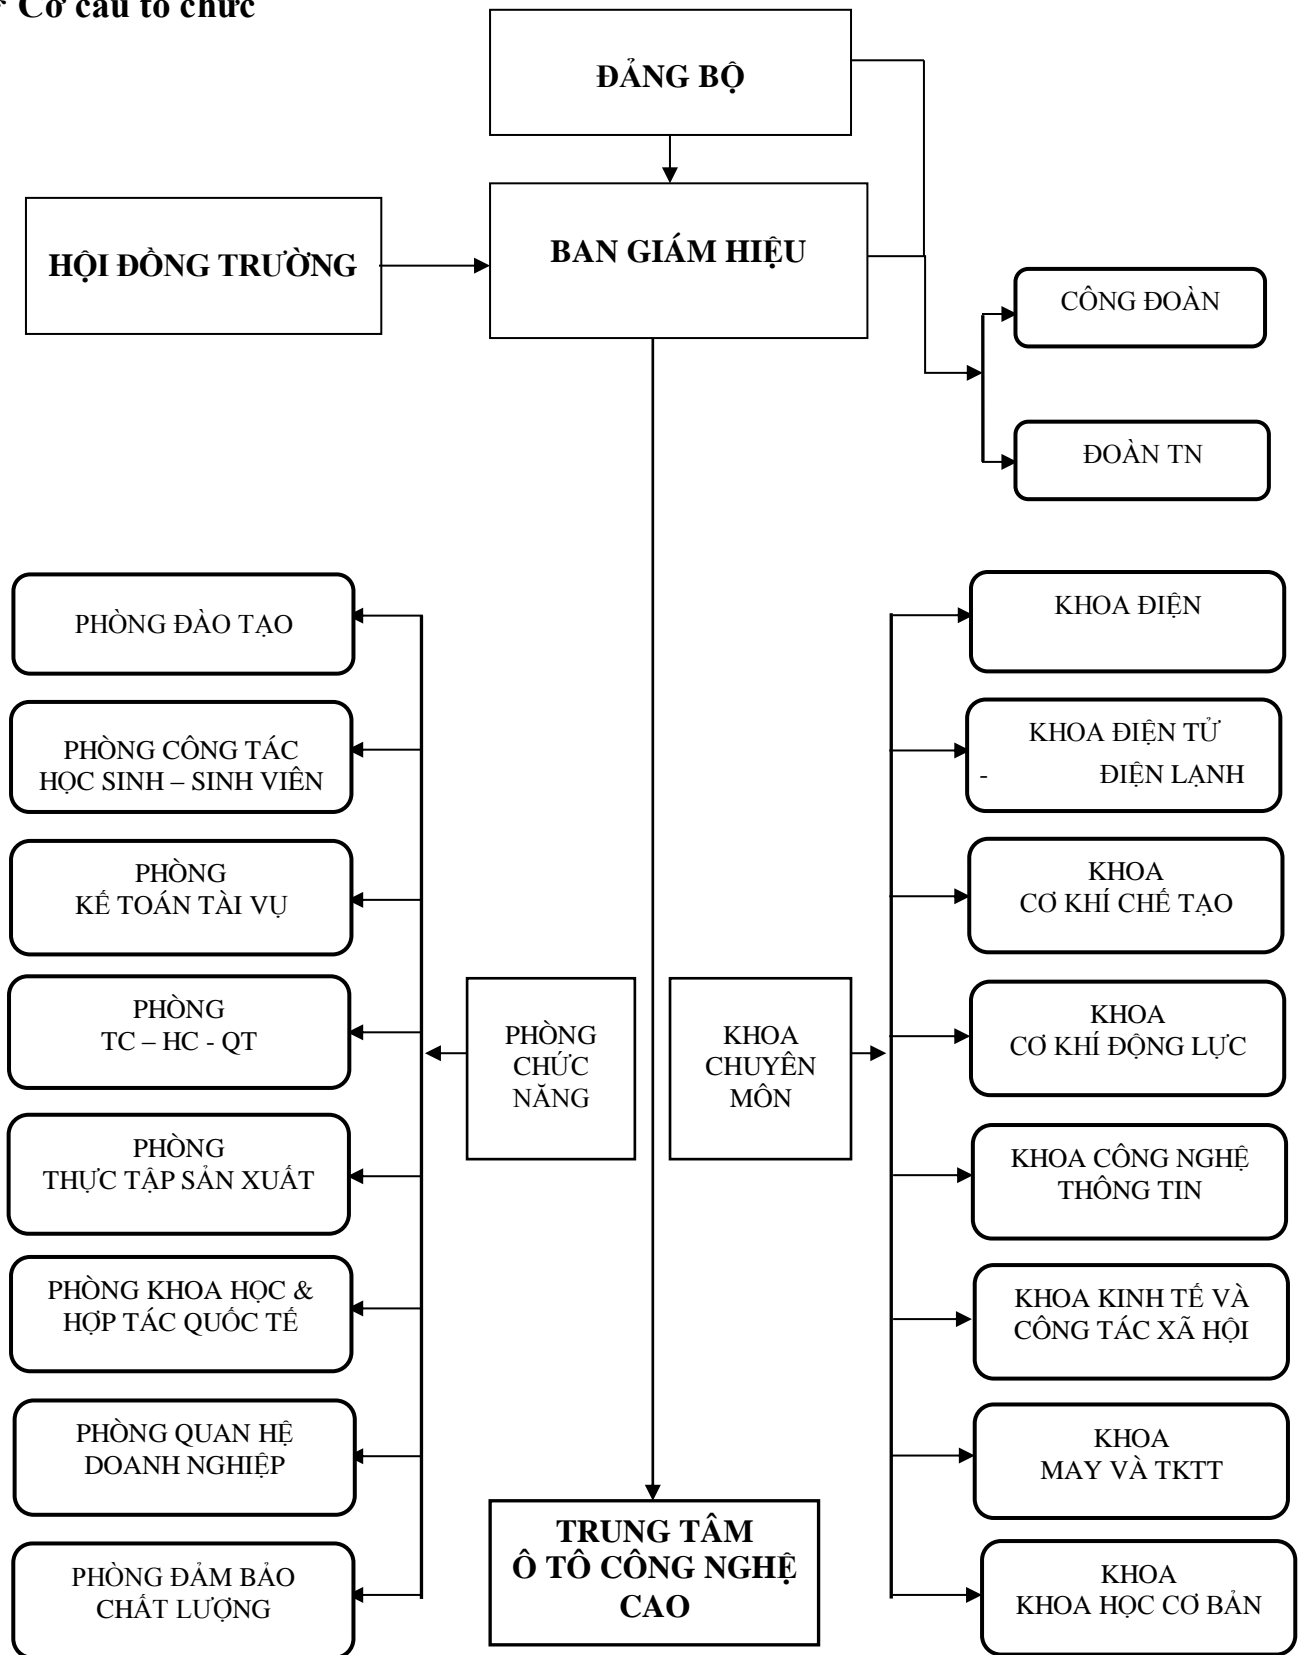 * Cơ cấu tổ chức
ĐẢNG BỘ
HỘI ĐỒNG TRƯỜNG
BAN GIÁM HIỆU
CÔNG ĐOÀN
ĐOÀN TN
PHÒNG ĐÀO TẠO
PHÒNG CÔNG TÁC
HỌC SINH – SINH VIÊN
PHÒNG
KẾ TOÁN TÀI VỤ
PHÒNG
TC – HC - QT
PHÒNG
THỰC TẬP SẢN XUẤT
PHÒNG KHOA HỌC &
HỢP TÁC QUỐC TẾ
PHÒNG QUAN HỆ
DOANH NGHIỆP
PHÒNG ĐẢM BẢO
CHẤT LƯỢNG
PHÒNG
CHỨC
NĂNG
KHOA
CHUYÊN
MÔN
TRUNG TÂM
Ô TÔ CÔNG NGHỆ
CAO
KHOA ĐIỆN
KHOA ĐIỆN TỬ
- ĐIỆN LẠNH
KHOA
CƠ KHÍ CHẾ TẠO
KHOA
CƠ KHÍ ĐỘNG LỰC
KHOA CÔNG NGHỆ
THÔNG TIN
KHOA KINH TẾ VÀ
CÔNG TÁC XÃ HỘI
KHOA
MAY VÀ TKTT
KHOA
KHOA HỌC CƠ BẢN